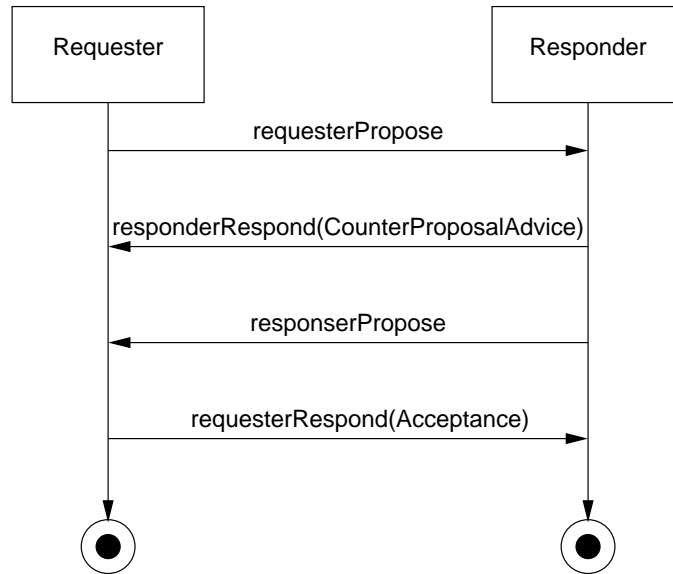 Requester
Responder
requesterPropose
responderRespond(CounterProposalAdvice)
responserPropose
requesterRespond(Acceptance)